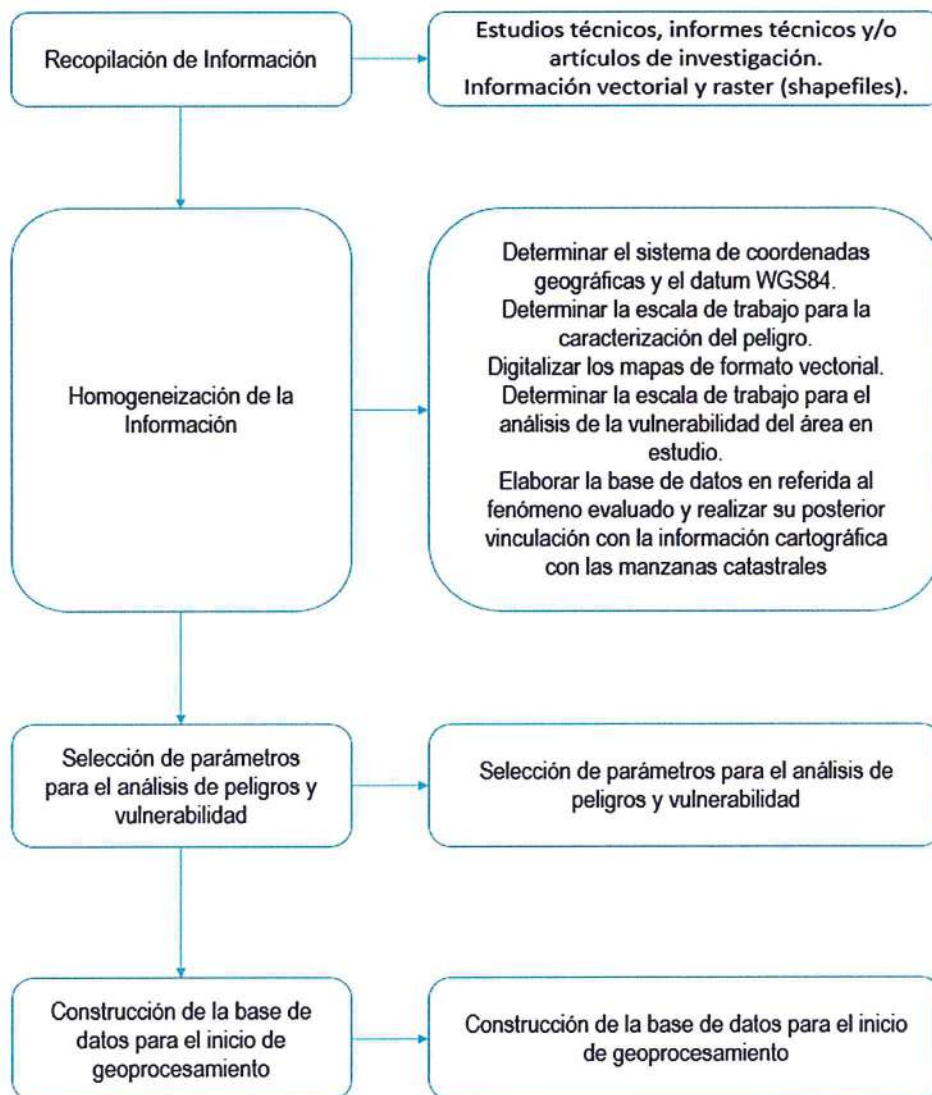 Recopilación de Información
Estudios técnicos, informes técnicos y/o
artículos de investigación.
Información vectorial y raster (shapefiles).
Homogeneización de la
Información
Determinar el sistema de coordenadas
geográficas y el datum WGS84.
Determinar la escala de trabajo para la
caracterización del peligro.
Digitalizar los mapas de formato vectorial.
Determinar la escala de trabajo para el
análisis de la vulnerabilidad del área en
estudio.
Elaborar la base de datos en referida al
fenómeno evaluado y realizar su posterior
vinculación con la información cartográfica
con las manzanas catastrales
Selección de parámetros
para el análisis de peligros y
vulnerabilidad
Selección de parámetros para el análisis de
peligros y vulnerabilidad
Construcción de la base de
datos para el inicio de
geoprocesamiento
Construcción de la base de datos para el inicio
de geoprocesamiento